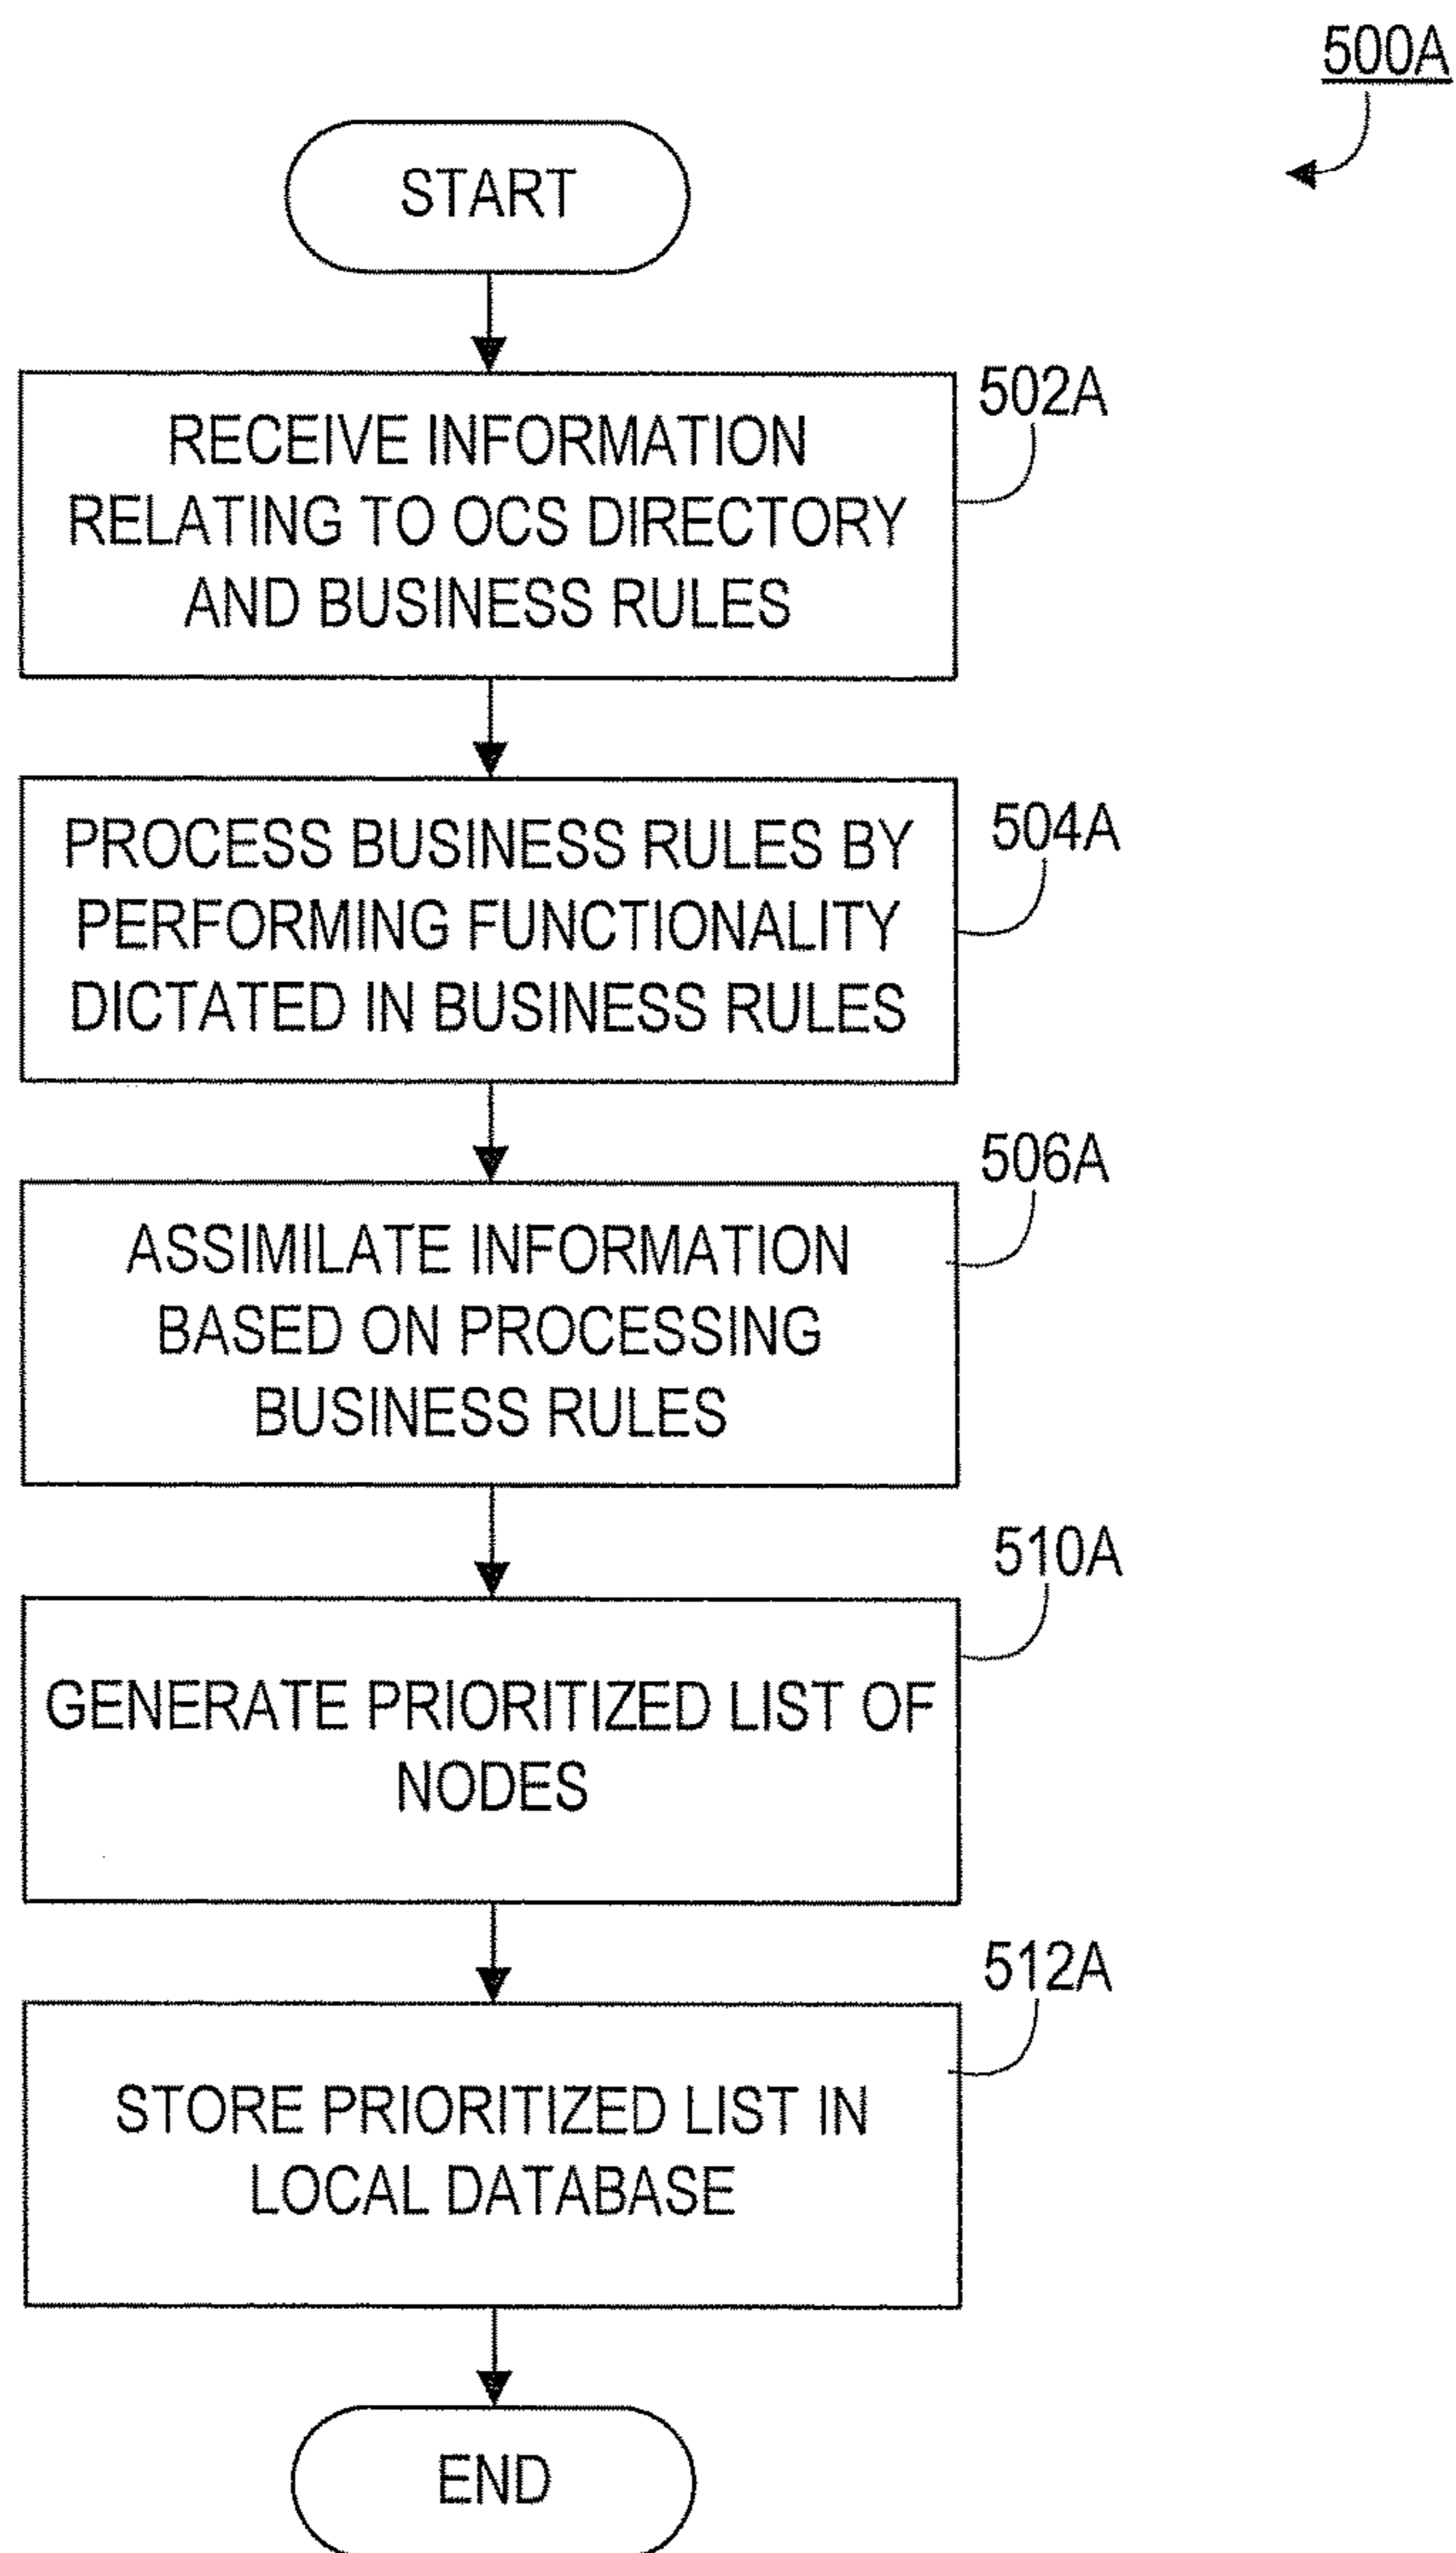 500A
START
RECEIVE INFORMATION
RELATING TO OCS DIRECTORY
AND BUSINESS RULES
502A
PROCESS BUSINESS RULES BY
PERFORMING FUNCTIONALITY
DICTATED IN BUSINESS RULES
504A
ASSIMILATE INFORMATION
BASED ON PROCESSING
BUSINESS RULES
506A
GENERATE PRIORITIZED LIST OF
NODES
510A
STORE PRIORITIZED LIST IN
LOCAL DATABASE
512A
END